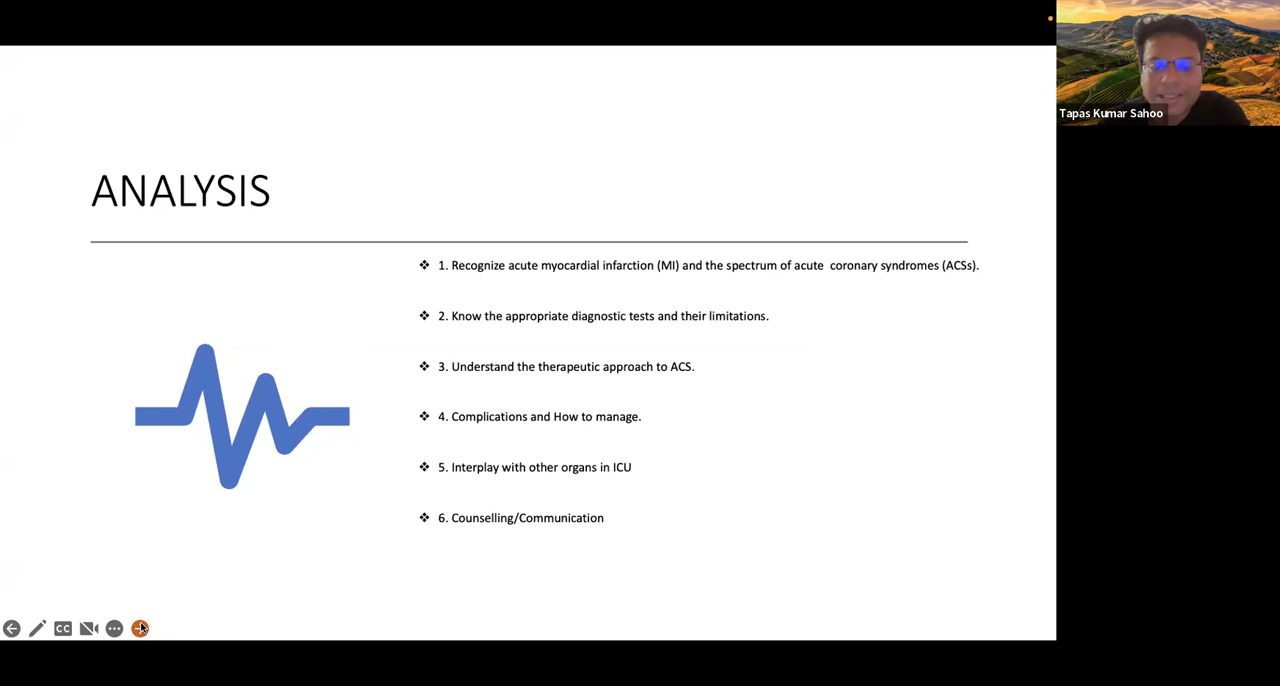 Tapas Kumar Sahoo
ANALYSIS
❖ 1. Recognize acute myocardial infarction (MI) and the spectrum of acute coronary syndromes (ACSs).
❖ 2. Know the appropriate diagnostic tests and their limitations.
❖ 3. Understand the therapeutic approach to ACS.
❖ 4. Complications and How to manage.
❖ 5. Interplay with other organs in ICU
❖ 6. Counselling/Communication
CC